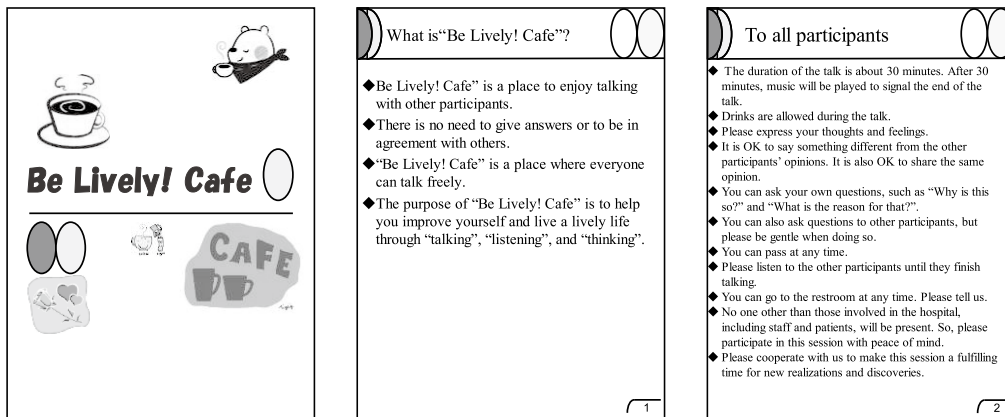 Be Lively! Cafe
CAFE
What is“Be Lively! Cafe”?
◆Be Lively! Cafe” is a place to enjoy talking
with other participants.
◆There is no need to give answers or to be in
agreement with others.
◆“Be Lively! Cafe” is a place where everyone
can talk freely.
◆The purpose of “Be Lively! Cafe” is to help
you improve yourself and live a lively life
through “talking”, “listening”, and “thinking”.
1
To all participants
◆ The duration of the talk is about 30 minutes. After 30
minutes, music will be played to signal the end of the
talk.
◆ Drinks are allowed during the talk.
◆ Please express your thoughts and feelings.
◆ It is OK to say something different from the other
participants’ opinions. It is also OK to share the same
opinion.
◆ You can ask your own questions, such as “Why is this
so?” and “What is the reason for that?”.
◆ You can also ask questions to other participants, but
please be gentle when doing so.
◆ You can pass at any time.
◆ Please listen to the other participants until they finish
talking.
◆ You can go to the restroom at any time. Please tell us.
◆ No one other than those involved in the hospital,
including staff and patients, will be present. So, please
participate in this session with peace of mind.
◆ Please cooperate with us to make this session a fulfilling
time for new realizations and discoveries.
2